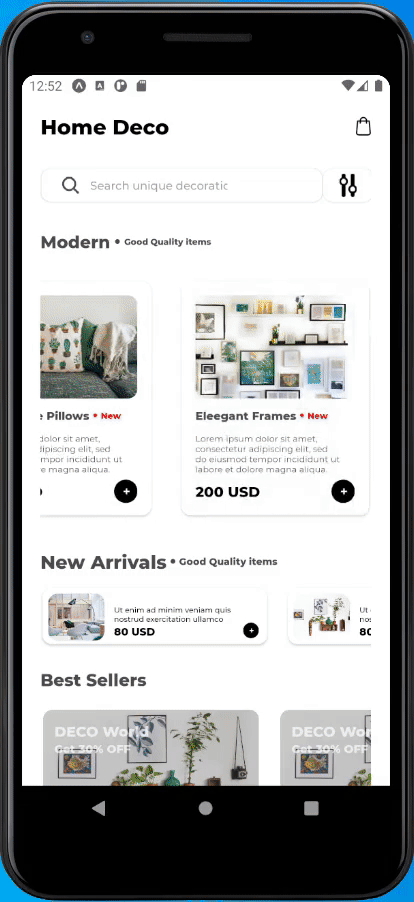 12:52
Home Deco
Search unique decoratic
Modern • Good Quality items
e Pillows • New
dolor sit amet,
dipiscing elit, sed
tempor incididunt ut
e magna aliqua.
Eleegant Frames • New
Lorem ipsum dolor sit amet,
consectetur adipiscing elit, sed
do eiusmod tempor incididunt ut
labore et dolore magna aliqua.
+
200 USD +
New Arrivals • Good Quality items
Ut enim ad minim veniam quis
nostrud exercitation ullamco
80 USD +
Ut e
nos
80
Best Sellers
DECO World
Get 30% OFF
DECO Wor
Get 30% OF